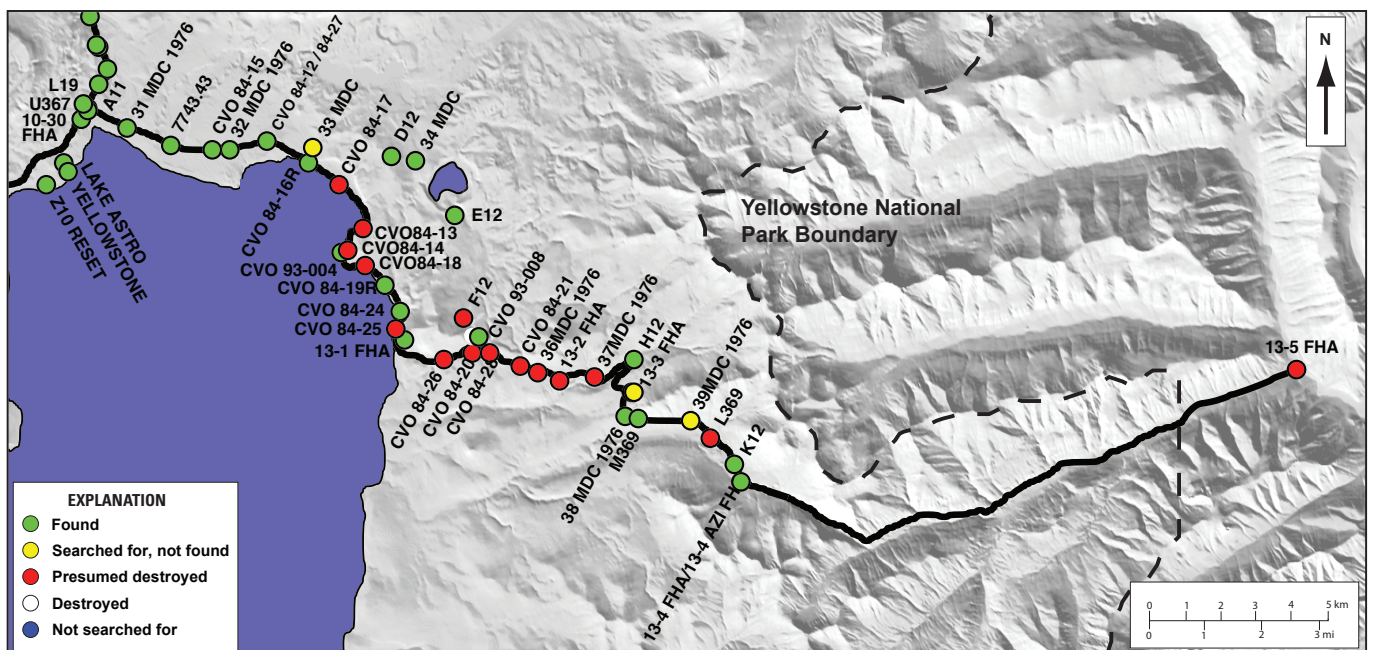 L19
U367
10-30
FHA
A11
31 MDC 1976
7743.43
CVO 84-15
32 MDC 1976
CVO 84-12 / 84-27
33 MDC
CVO 84-17
D12
34 MDC
N
LAKE ASTRO
YELLOWSTONE
Z10 RESET
CVO 84-16R
E12
CVO84-13
CVO84-14
CVO84-18
CVO 93-004
CVO 84-19R
CVO 84-24
CVO 84-25
13-1 FHA
Yellowstone National
Park Boundary
F12
CVO 93-008
CVO 84-21
36MDC 1976
13-2 FHA
37MDC 1976
H12
13-3 FHA
39MDC 1976
L369
K12
13-5 FHA
CVO 84-26
CVO 84-20
CVO 84-28
38 MDC 1976
M369
13-4 FHA/13-4 AZI FH
EXPLANATION
Found
Searched for, not found
Presumed destroyed
Destroyed
Not searched for
0 1 2 3 4 5 km
0 1 2 3 mi